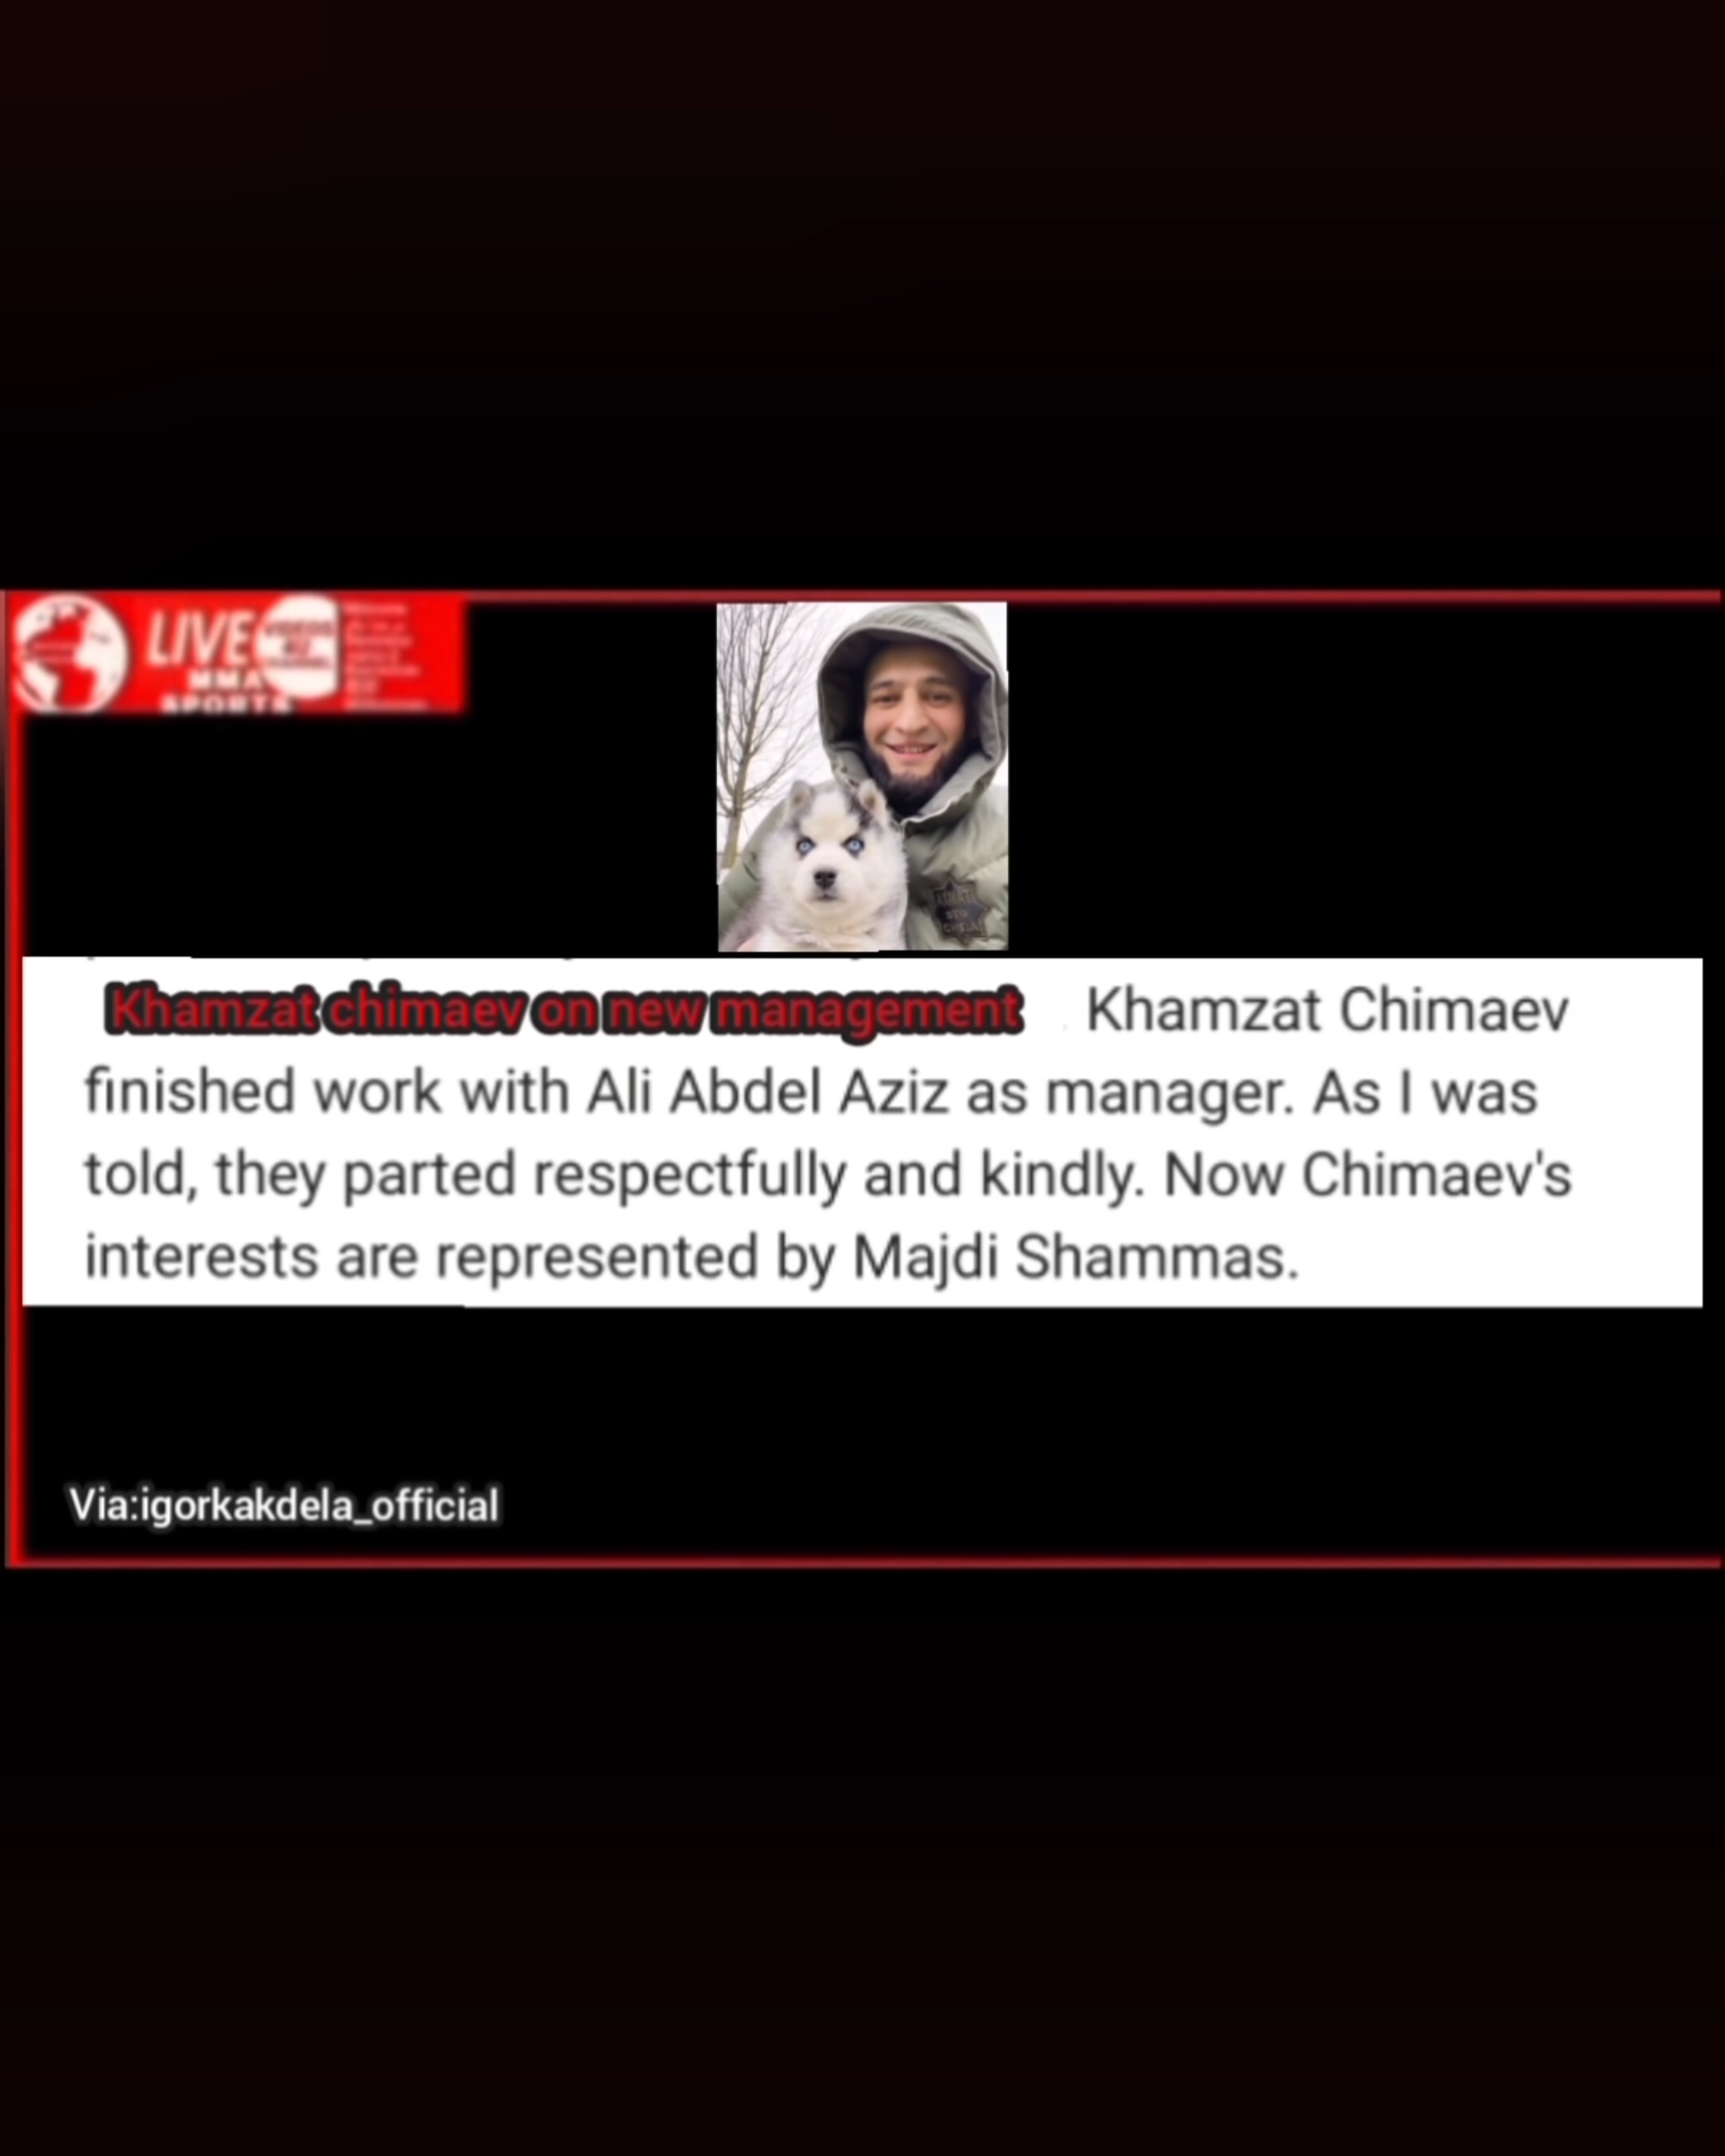 LIVE
MMA
SPORTS
Khamzat chimaev on new management Khamzat Chimaev
finished work with Ali Abdel Aziz as manager. As I was
told, they parted respectfully and kindly. Now Chimaev's
interests are represented by Majdi Shammas.
Via:igorkakdela_official